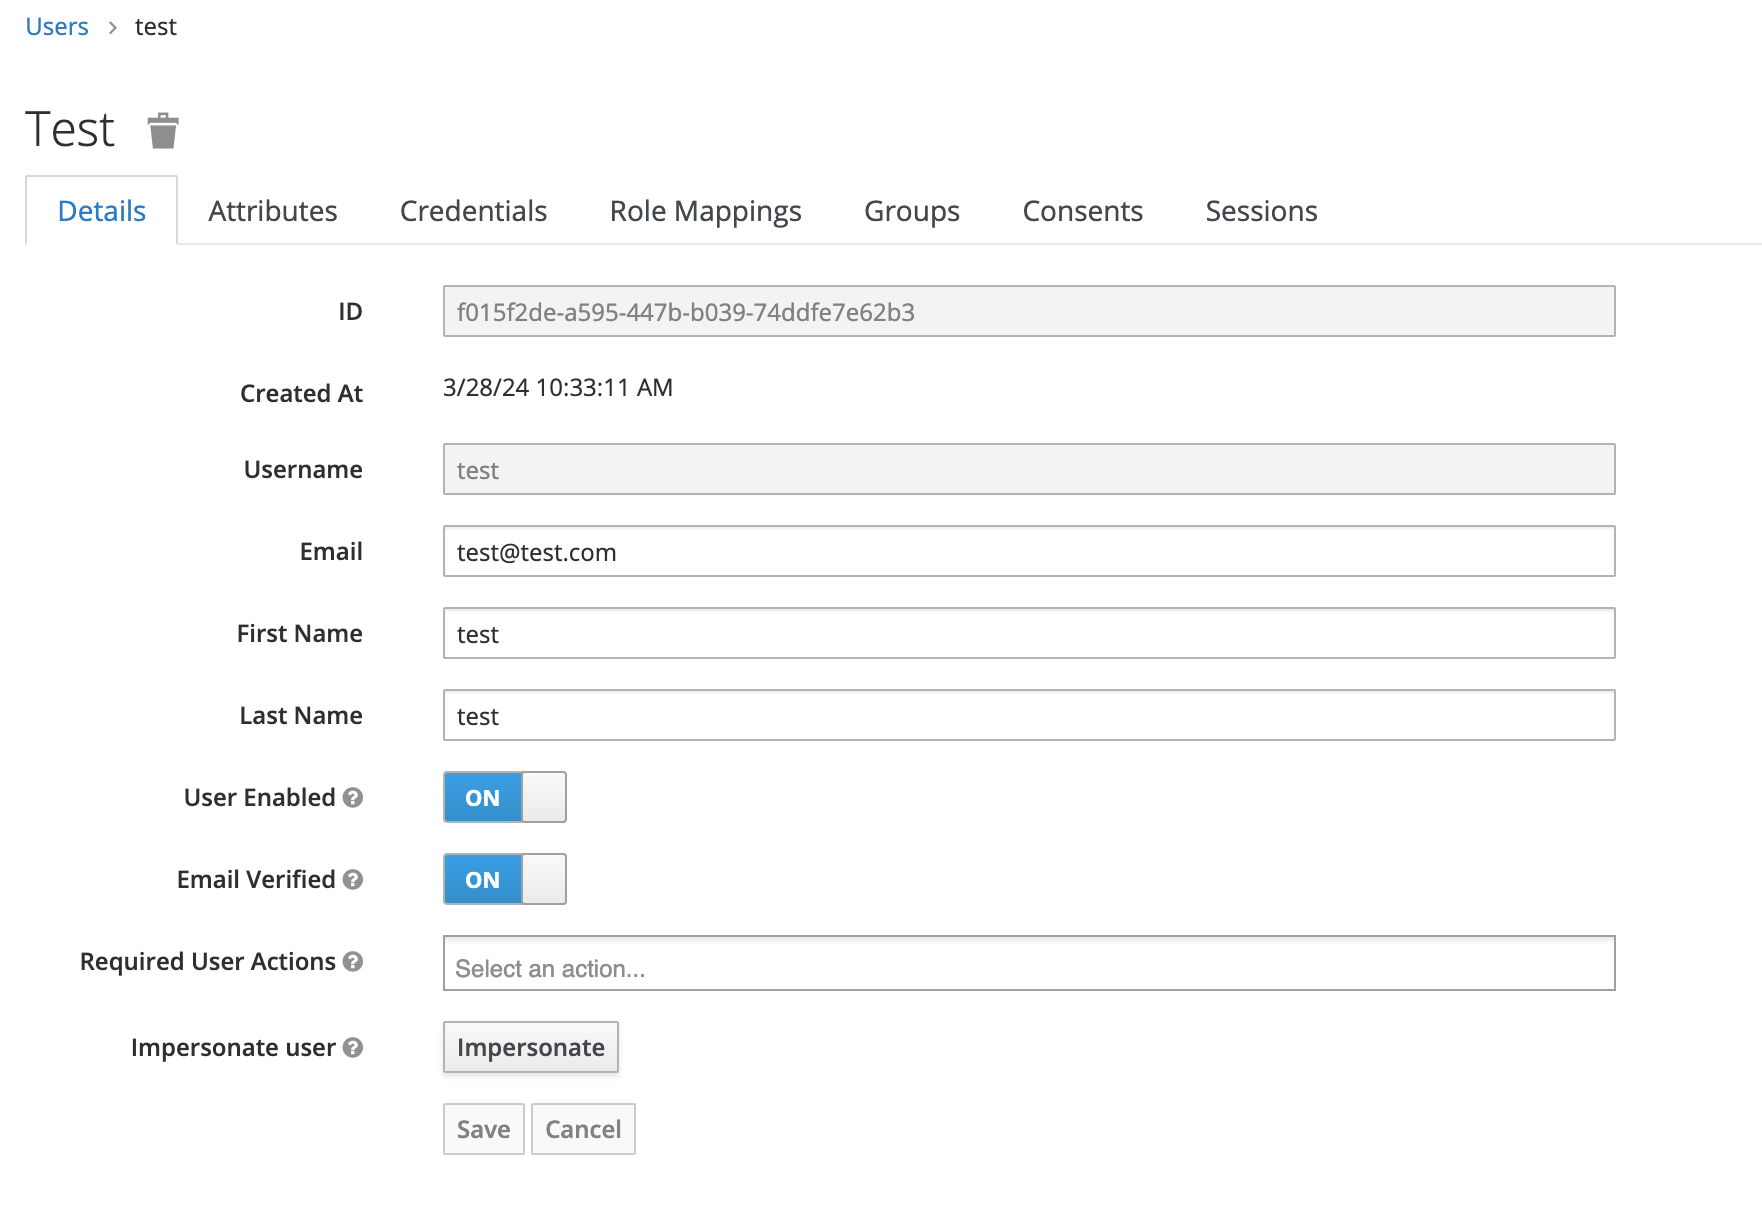 Users > test
Test
Details Attributes Credentials Role Mappings Groups Consents Sessions
ID f015f2de-a595-447b-b039-74ddfe7e62b3
Created At 3/28/24 10:33:11 AM
Username test
Email test@test.com
First Name test
Last Name test
User Enabled ? ON
Email Verified ? ON
Required User Actions ? Select an action...
Impersonate user ? Impersonate
Save Cancel